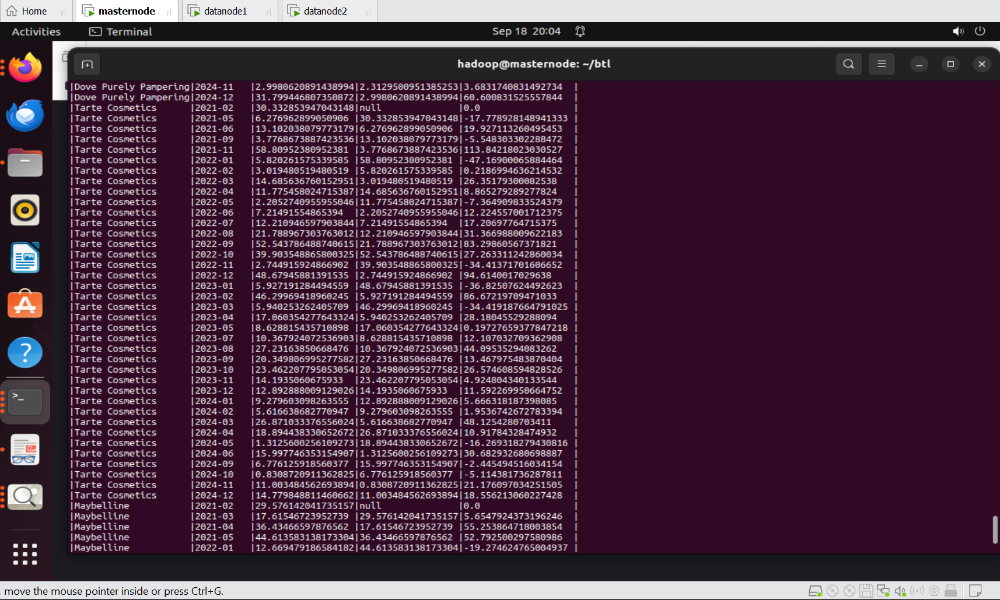 Home
masternode
datanode1
datanode2
Activities
Terminal
Sep 18 20:04
hadoop@masternode: ~/btl
|Dove Purely Pampering|2024-11 |2.9980620891438994|2.3129500951385253|3.6831740831492734 |
|Dove Purely Pampering|2024-12 |31.799446807350872|2.9980620891438994|60.600831525557844 |
|Tarte Cosmetics |2021-02 |30.332853947043148|null |0.0 |
|Tarte Cosmetics |2021-05 |6.276962899050906 |30.332853947043148|-17.778928148941333 |
|Tarte Cosmetics |2021-06 |13.102038079773179|6.276962899050906 |19.927113260495453 |
|Tarte Cosmetics |2021-09 |3.7768673887423536|13.102038079773179|-5.548303302288472 |
|Tarte Cosmetics |2021-11 |58.80952380952381 |3.7768673887423536|113.84218023030527 |
|Tarte Cosmetics |2022-01 |5.820261575339585 |58.80952380952381 |-47.16900065884464 |
|Tarte Cosmetics |2022-02 |3.019480519480519 |5.820261575339585 |0.2186994636214532 |
|Tarte Cosmetics |2022-03 |14.685636760152951|3.019480519480519 |26.35179300082538 |
|Tarte Cosmetics |2022-04 |11.775458024715387|14.685636760152951|8.865279289277824 |
|Tarte Cosmetics |2022-05 |2.2052740955955046|11.775458024715387|-7.364909833524379 |
|Tarte Cosmetics |2022-06 |7.21491554865394 |2.2052740955955046|12.224557001712375 |
|Tarte Cosmetics |2022-07 |12.210946597903844|7.21491554865394 |17.20697764715375 |
|Tarte Cosmetics |2022-08 |21.788967303763012|12.210946597903844|31.366988009622183 |
|Tarte Cosmetics |2022-09 |52.543786488740615|21.788967303763012|83.29860567371821 |
|Tarte Cosmetics |2022-10 |39.903548865800325|52.543786488740615|27.263311242860034 |
|Tarte Cosmetics |2022-11 |2.744915924866902 |39.903548865800325|-34.41371701606652 |
|Tarte Cosmetics |2022-12 |48.67945881391535 |2.744915924866902 |94.6140017029638 |
|Tarte Cosmetics |2023-01 |5.927191284494559 |48.67945881391535 |-36.82507624492623 |
|Tarte Cosmetics |2023-02 |46.29969418960245 |5.927191284494559 |86.67219709471033 |
|Tarte Cosmetics |2023-03 |5.940253262405709 |46.29969418960245 |-34.419187664791025 |
|Tarte Cosmetics |2023-04 |17.060354277643324|5.940253262405709 |28.18045529288094 |
|Tarte Cosmetics |2023-05 |8.628815435710898 |17.060354277643324|0.19727659377847218 |
|Tarte Cosmetics |2023-07 |10.367924072536903|8.628815435710898 |12.107032709362908 |
|Tarte Cosmetics |2023-08 |27.23163850668476 |10.367924072536903|44.09535294083262 |
|Tarte Cosmetics |2023-09 |20.349806995277582|27.23163850668476 |13.467975483870404 |
|Tarte Cosmetics |2023-10 |23.462207795053054|20.349806995277582|26.574608594828526 |
|Tarte Cosmetics |2023-11 |14.1935060675933 |23.462207795053054|4.924804340133544 |
|Tarte Cosmetics |2023-12 |12.892888009129026|14.1935060675933 |11.592269950664752 |
|Tarte Cosmetics |2024-01 |9.279603098263555 |12.892888009129026|5.666318187398085 |
|Tarte Cosmetics |2024-02 |5.616638682770947 |9.279603098263555 |1.9536742672783394 |
|Tarte Cosmetics |2024-03 |26.871033376556024|5.616638682770947 |48.1254280703411 |
|Tarte Cosmetics |2024-04 |18.894438330652672|26.871033376556024|10.91784328474932 |
|Tarte Cosmetics |2024-05 |1.3125600256109273|18.894438330652672|-16.269318279430816 |
|Tarte Cosmetics |2024-06 |15.997746353154907|1.3125600256109273|30.682932680698887 |
|Tarte Cosmetics |2024-09 |6.776125918560377 |15.997746353154907|-2.445494516034154 |
|Tarte Cosmetics |2024-10 |0.8308720911362825|6.776125918560377 |-5.114381736287811 |
|Tarte Cosmetics |2024-11 |11.003484562693894|0.8308720911362825|21.176097034251505 |
|Tarte Cosmetics |2024-12 |14.779848811460662|11.003484562693894|18.556213060227428 |
|Maybelline |2021-02 |29.576142041735157|null |0.0 |
|Maybelline |2021-03 |17.61546723952739 |29.576142041735157|5.6547924373196246 |
|Maybelline |2021-04 |36.43466597876562 |17.61546723952739 |55.253864718003854 |
|Maybelline |2021-05 |44.613583138173304|36.43466597876562 |52.792500297580986 |
|Maybelline |2022-01 |12.669479186584182|44.613583138173304|-19.274624765004937 |
, move the mouse pointer inside or press Ctrl+G.